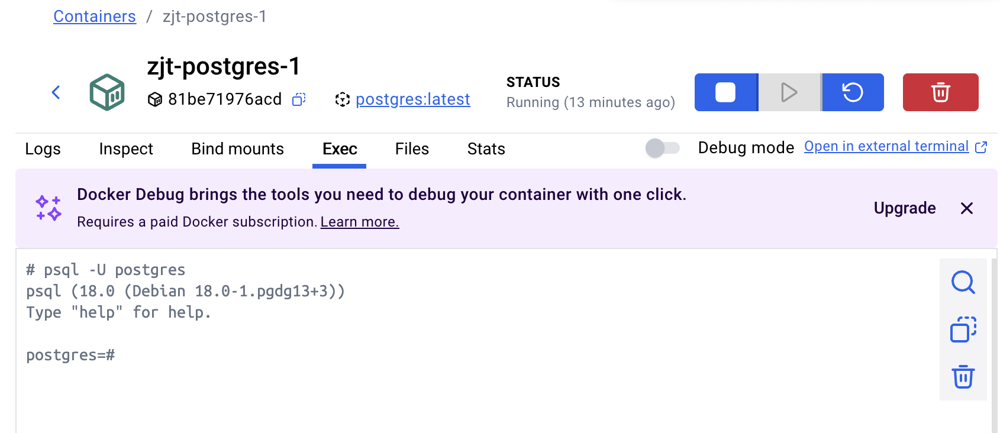 Containers / zjt-postgres-1
zjt-postgres-1
81be71976acd postgres:latest
STATUS
Running (13 minutes ago)
Logs Inspect Bind mounts Exec Files Stats Debug mode Open in external terminal
Docker Debug brings the tools you need to debug your container with one click.
Requires a paid Docker subscription. Learn more.
Upgrade
# psql -U postgres
psql (18.0 (Debian 18.0-1.pgdg13+3))
Type "help" for help.
postgres=#